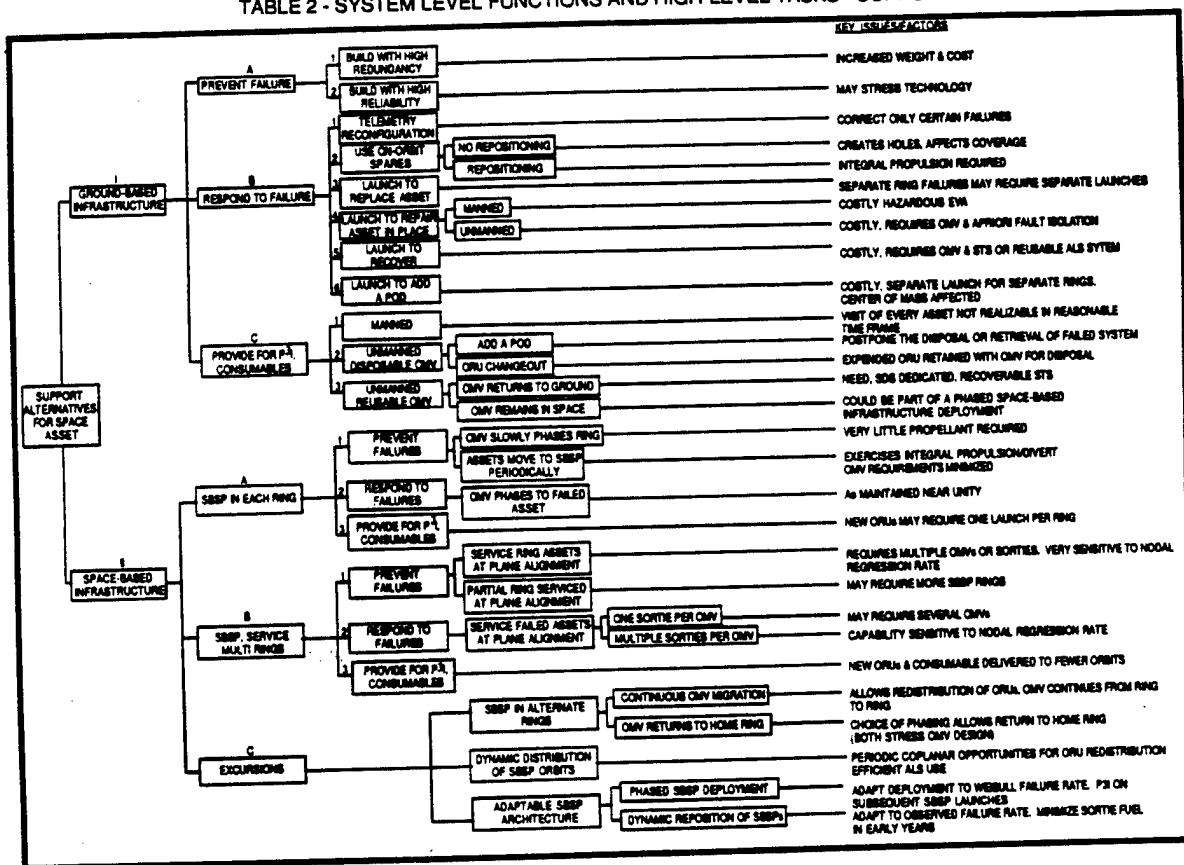 TABLE 2 - SYSTEM LEVEL FUNCTIONS AND HIGH LEVEL TASKS
KEY ISSUES/FACTORS
SUPPORT
ALTERNATIVES
FOR SPACE
ASSET
I
GROUND-BASED
INFRASTRUCTURE
A
PREVENT FAILURE
1
BUILD WITH HIGH
REDUNDANCY
INCREASED WEIGHT & COST
2
BUILD WITH HIGH
RELIABILITY
MAY STRESS TECHNOLOGY
B
RESPOND TO FAILURE
1
TELEMETRY
RECONFIGURATION
CORRECT ONLY CERTAIN FAILURES
2
USE ON-ORBIT
SPARES
NO REPOSITIONING
CREATES HOLES, AFFECTS COVERAGE
REPOSITIONING
INTEGRAL PROPULSION REQUIRED
3
LAUNCH TO
REPLACE ASSET
SEPARATE RING FAILURES MAY REQUIRE SEPARATE LAUNCHES
4
LAUNCH TO REPAIR
ASSET IN PLACE
MANNED
COSTLY HAZARDOUS EVA
UNMANNED
COSTLY, REQUIRES OMV & APRIORI FAULT ISOLATION
5
LAUNCH TO
RECOVER
COSTLY, REQUIRES OMV & STS OR REUSABLE ALS SYTEM
6
LAUNCH TO ADD
A POD
COSTLY, SEPARATE LAUNCH FOR SEPARATE RINGS.
CENTER OF MASS AFFECTED
C
PROVIDE FOR P3I,
CONSUMABLES
1
MANNED
VISIT OF EVERY ASSET NOT REALIZABLE IN REASONABLE
TIME FRAME
2
UNMANNED
DISPOSABLE OMV
ADD A POD
POSTPONE THE DISPOSAL OR RETRIEVAL OF FAILED SYSTEM
ORU CHANGEOUT
EXPENDED ORU RETAINED WITH OMV FOR DISPOSAL
3
UNMANNED
REUSABLE OMV
OMV RETURNS TO GROUND
NEED, SDS DEDICATED, RECOVERABLE STS
OMV REMAINS IN SPACE
COULD BE PART OF A PHASED SPACE-BASED
INFRASTRUCTURE DEPLOYMENT
SPACE-BASED
INFRASTRUCTURE
A
SBSP IN EACH RING
1
PREVENT
FAILURES
OMV SLOWLY PHASES RING
VERY LITTLE PROPELLANT REQUIRED
ASSETS MOVE TO SBSP
PERIODICALLY
EXERCISES INTEGRAL PROPULSION/DIVERT
OMV REQUIREMENTS MINIMIZED
2
RESPOND TO
FAILURES
OMV PHASES TO FAILED
ASSET
As MAINTAINED NEAR UNITY
3
PROVIDE FOR P3I,
CONSUMABLES
NEW ORUs MAY REQUIRE ONE LAUNCH PER RING
B
SBSP, SERVICE
MULTI RINGS
1
PREVENT
FAILURES
SERVICE RING ASSETS
AT PLANE ALIGNMENT
REQUIRES MULTIPLE OMVs OR SORTIES. VERY SENSITIVE TO NODAL
REGRESSION RATE
PARTIAL RING SERVICED
AT PLANE ALIGNMENT
MAY REQUIRE MORE SBSP RINGS
2
RESPOND TO
FAILURES
SERVICE FAILED ASSETS
AT PLANE ALIGNMENT
ONE SORTIE PER OMV
MAY REQUIRE SEVERAL OMVs
MULTIPLE SORTIES PER OMV
CAPABILITY SENSITIVE TO NODAL REGRESSION RATE
3
PROVIDE FOR P3I,
CONSUMABLES
NEW ORUs & CONSUMABLE DELIVERED TO FEWER ORBITS
C
EXCURSIONS
SBSP IN ALTERNATE
RINGS
CONTINUOUS OMV MIGRATION
ALLOWS REDISTRIBUTION OF ORUs, OMV CONTINUES FROM RING
TO RING
OMV RETURNS TO HOME RING
CHOICE OF PHASING ALLOWS RETURN TO HOME RING
(BOTH STRESS OMV DESIGN)
DYNAMIC DISTRIBUTION
OF SBSP ORBITS
PERIODIC COPLANAR OPPORTUNITIES FOR ORU REDISTRIBUTION
EFFICIENT ALS USE
ADAPTABLE SBSP
ARCHITECTURE
PHASED SBSP DEPLOYMENT
ADAPT DEPLOYMENT TO WEIBULL FAILURE RATE. P3I ON
SUBSEQUENT SBSP LAUNCHES
DYNAMIC REPOSITION OF SBSPs
ADAPT TO OBSERVED FAILURE RATE. MINIMIZE SORTIE FUEL
IN EARLY YEARS